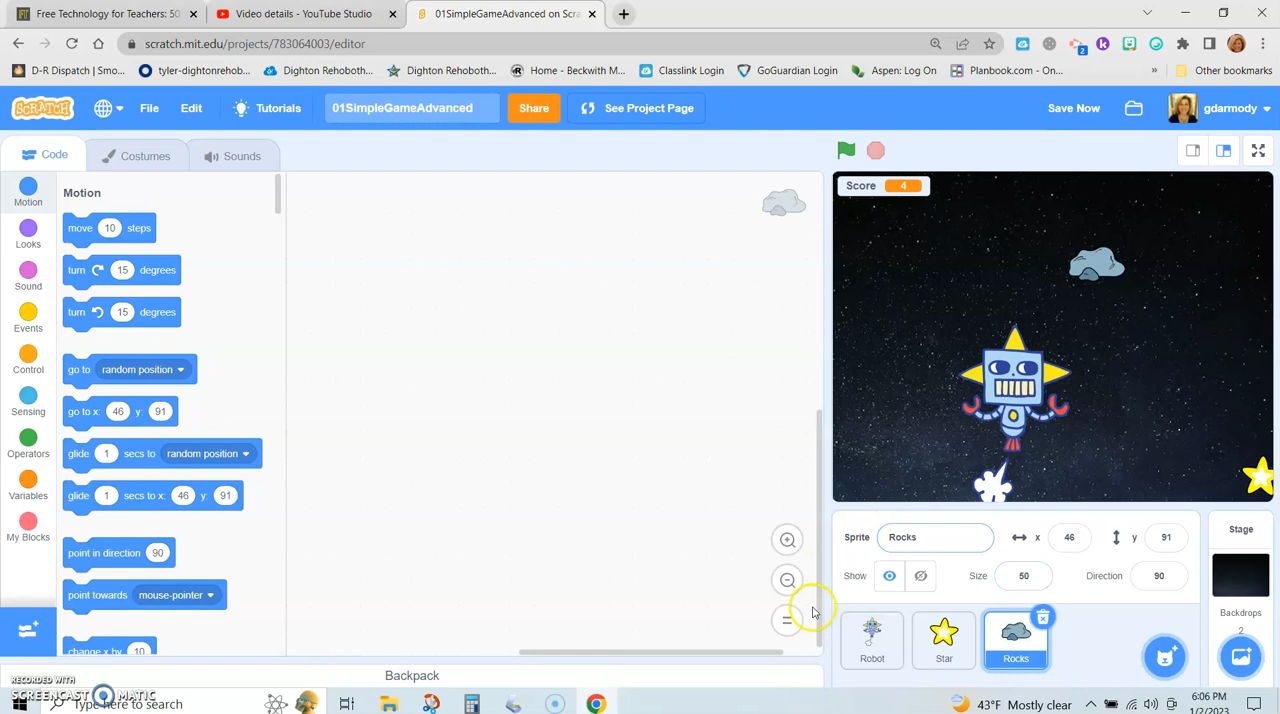 Free Technology for Teachers: 50
Video details - YouTube Studio
01SimpleGameAdvanced on Scra
scratch.mit.edu/projects/783064003/editor
2
D-R Dispatch | Smo...
tyler-dightonrehob...
Dighton Rehoboth...
Dighton Rehobot...
Home - Beckwith M...
Classlink Login
GoGuardian Login
Aspen: Log On
Planbook.com - On...
»
Other bookmarks
SCRATCH
File
Edit
Tutorials
01SimpleGameAdvanced
Share
See Project Page
Save Now
gdarmody
Code
Costumes
Sounds
Motion
Looks
Sound
Events
Control
Sensing
Operators
Variables
My Blocks
Motion
move 10 steps
turn 15 degrees
turn 15 degrees
go to random position
go to x: 46 y: 91
glide 1 secs to random position
glide 1 secs to x: 46 y: 91
point in direction 90
point towards mouse-pointer
change x by 10
Score 4
Sprite Rocks x 46 y 91
Show Size 50 Direction 90
Robot
Star
Rocks
Stage
Backdrops
2
Backpack
RECORDED WITH
SCREENCAST MATIC
Type here to search
43°F Mostly clear
6:06 PM
1/2/2023